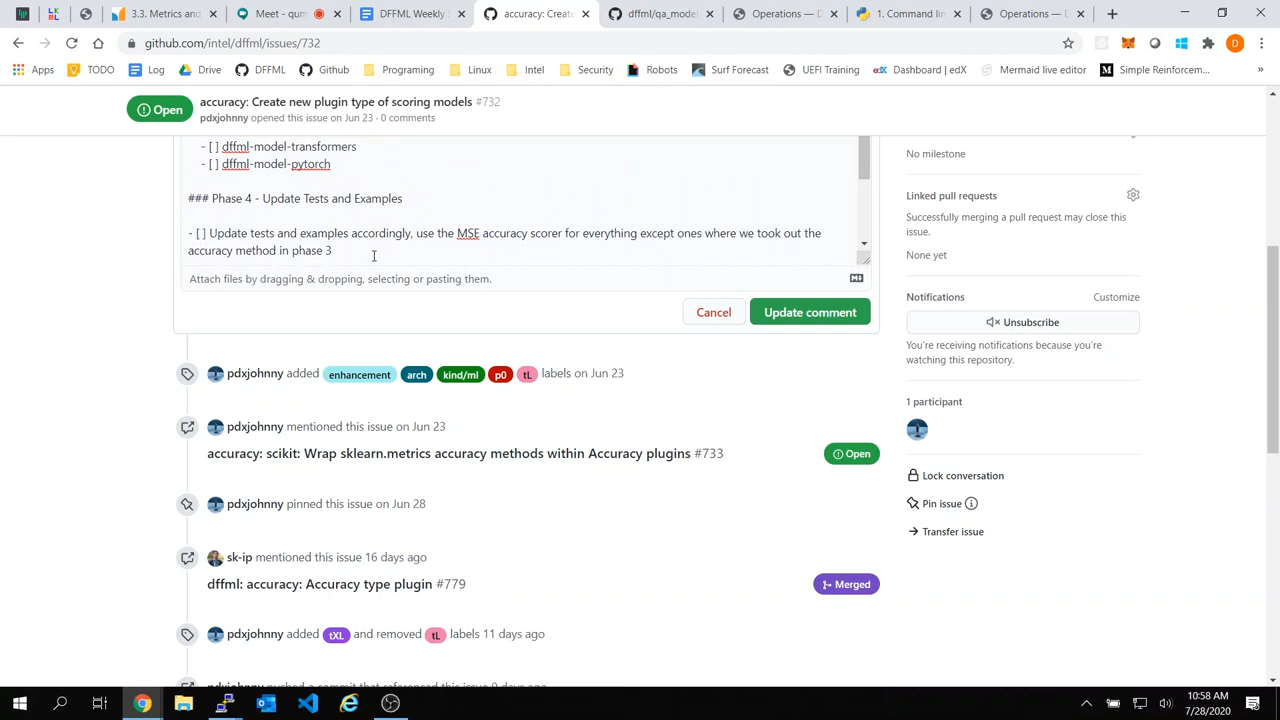 3.3. Metrics and
Meet - qum
DFFML Weekly
accuracy: Create
dffml/qa_model
Operations —
1. Command lin
Operations — D
github.com/intel/dffml/issues/732
Apps TODO Log Drive DFFML Github Programing Linux Intel Security Robots Surf Forecast UEFI Training Dashboard | edX Mermaid live editor Simple Reinforcem... »
Open
accuracy: Create new plugin type of scoring models #732
pdxjohnny opened this issue on Jun 23 · 0 comments
- [ ] dffml-model-transformers
- [ ] dffml-model-pytorch
### Phase 4 - Update Tests and Examples
- [ ] Update tests and examples accordingly, use the MSE accuracy scorer for everything except ones where we took out the
accuracy method in phase 3
Attach files by dragging & dropping, selecting or pasting them.
Cancel
Update comment
pdxjohnny added enhancement arch kind/ml p0 tL labels on Jun 23
pdxjohnny mentioned this issue on Jun 23
accuracy: scikit: Wrap sklearn.metrics accuracy methods within Accuracy plugins #733
Open
pdxjohnny pinned this issue on Jun 28
sk-ip mentioned this issue 16 days ago
dffml: accuracy: Accuracy type plugin #779
Merged
pdxjohnny added tXL and removed tL labels 11 days ago
pdxjohnny pushed a commit that referenced this issue 9 days ago
No milestone
Linked pull requests
Successfully merging a pull request may close this
issue.
None yet
Notifications
Customize
Unsubscribe
You're receiving notifications because you're
watching this repository.
1 participant
Lock conversation
Pin issue
Transfer issue
10:58 AM
7/28/2020